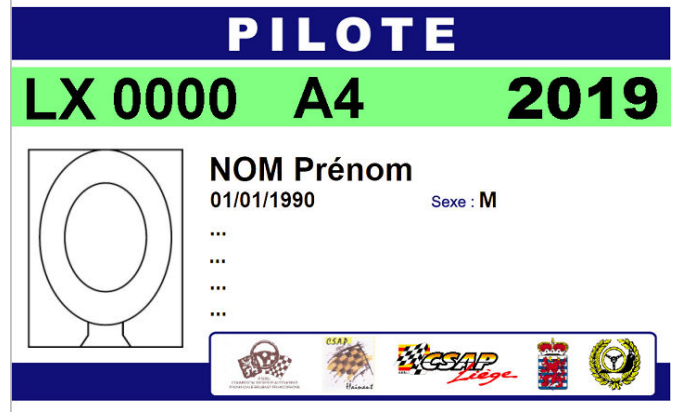 PILOTE
LX 0000 A4 2019
NOM Prénom
01/01/1990 Sexe : M
...
...
...
...
CSAP
Hainaut
CSAP
Liège